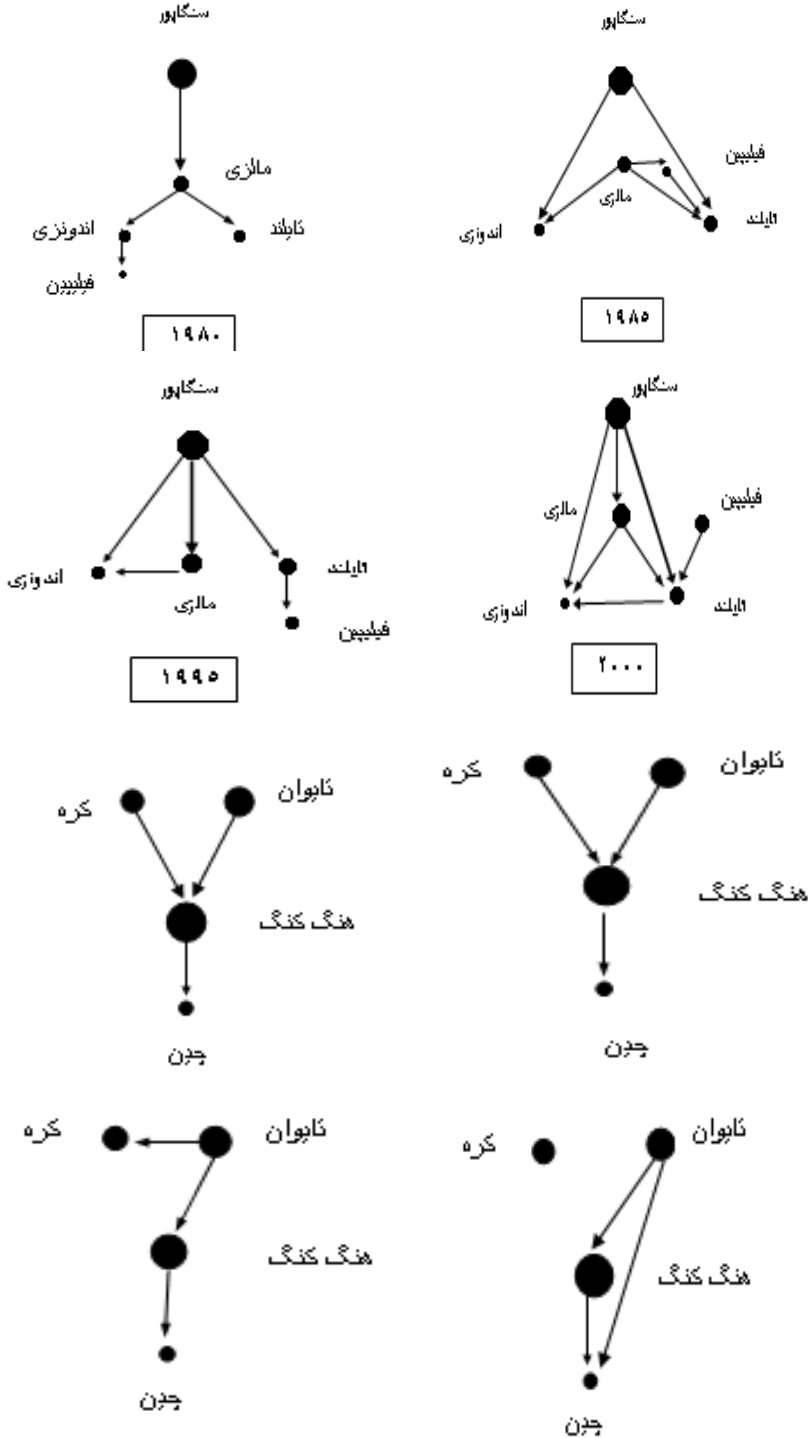 سنگاپور
مالزی
اندونزی
تایلند
فیلیپین
۱۹۸۰
سنگاپور
فیلیپین
مالزی
تایلند
اندونزی
۱۹۸۵
سنگاپور
تایلند
اندونزی
مالزی
فیلیپین
۱۹۹۵
سنگاپور
فیلیپین
مالزی
تایلند
اندونزی
۲۰۰۰
تایوان
کره
هنگ کنگ
چین
تایوان
کره
هنگ کنگ
چین
تایوان
کره
هنگ کنگ
چین
تایوان
کره
هنگ کنگ
چین